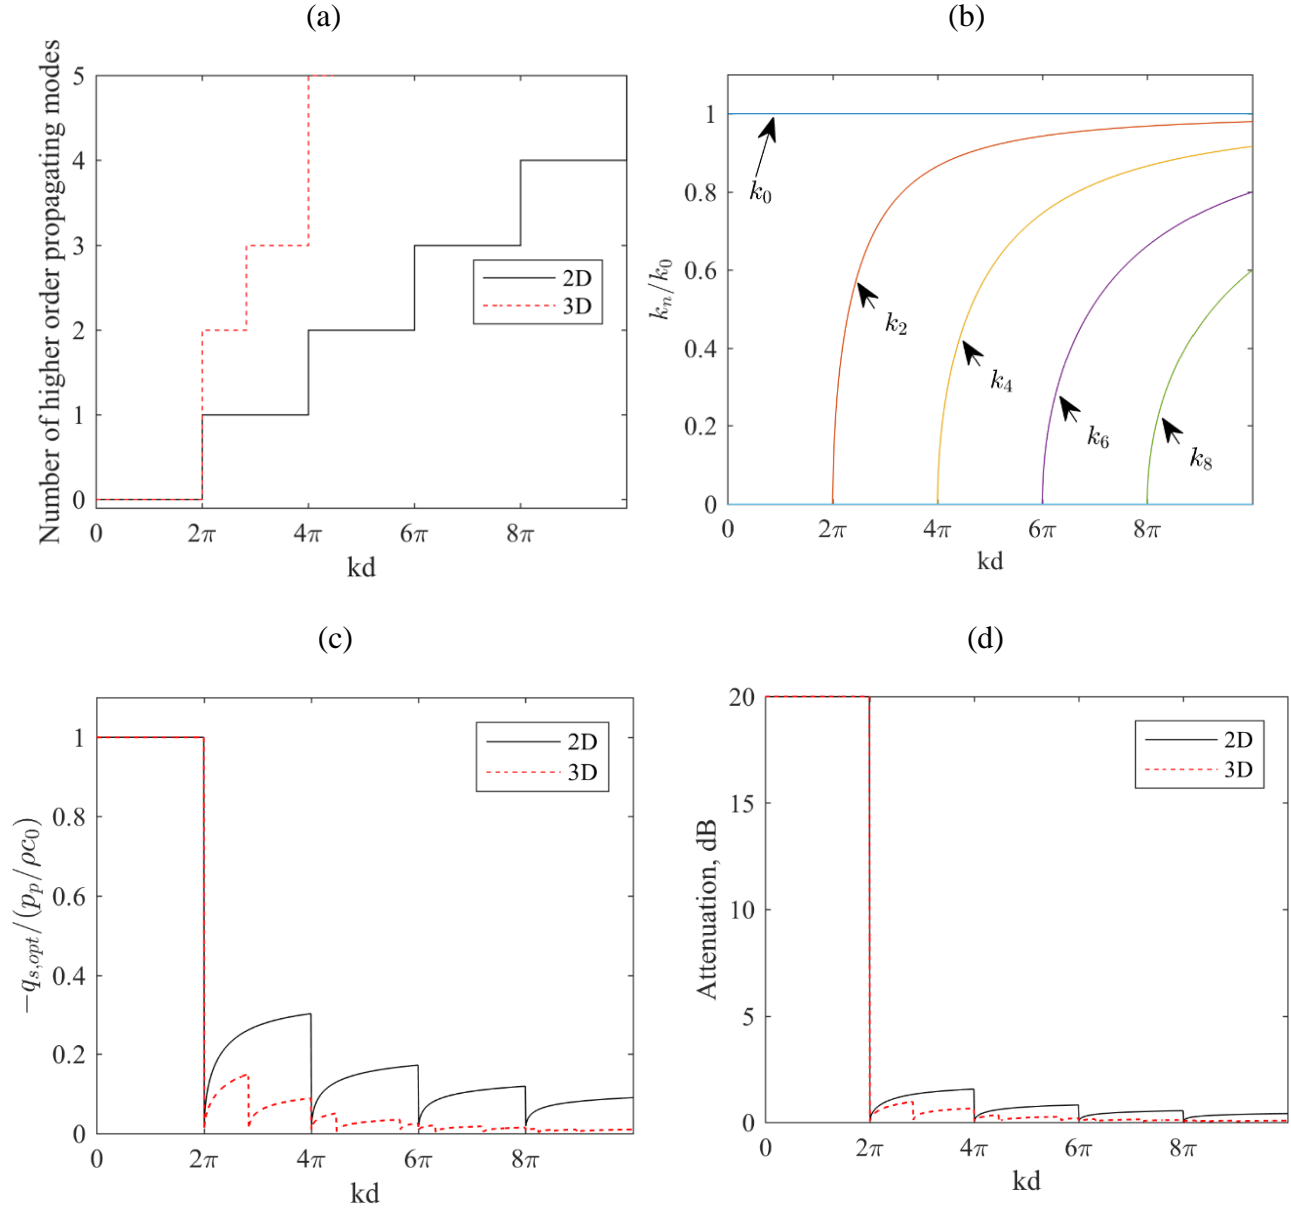 (a)
Number of higher order propagating modes
5
4
3
2
1
0
2D
3D
0 2π 4π 6π 8π
kd
(b)
k_n/k_0
1
0.8
0.6
0.4
0.2
0
k_0
k_2
k_4
k_6
k_8
0 2π 4π 6π 8π
kd
(c)
−q_{s,opt}/(p_p/ρc_0)
1
0.8
0.6
0.4
0.2
0
2D
3D
0 2π 4π 6π 8π
kd
(d)
Attenuation, dB
20
15
10
5
0
2D
3D
0 2π 4π 6π 8π
kd